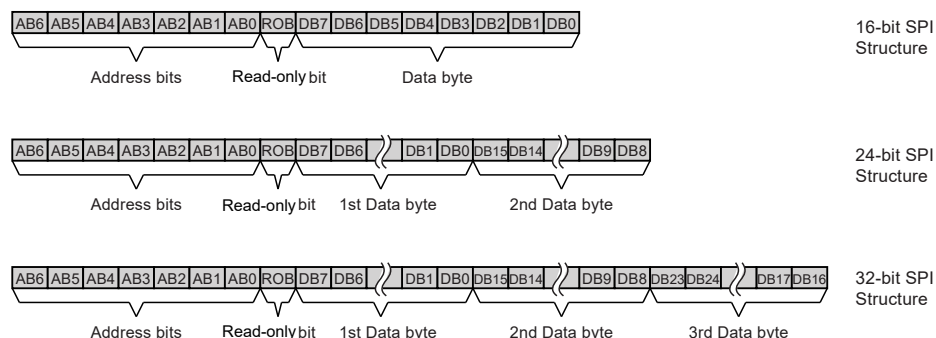 AB6 AB5 AB4 AB3 AB2 AB1 AB0 ROB DB7 DB6 DB5 DB4 DB3 DB2 DB1 DB0
16-bit SPI
Structure
Address bits Read-only bit Data byte
AB6 AB5 AB4 AB3 AB2 AB1 AB0 ROB DB7 DB6 DB1 DB0 DB15 DB14 DB9 DB8
24-bit SPI
Structure
Address bits Read-only bit 1st Data byte 2nd Data byte
AB6 AB5 AB4 AB3 AB2 AB1 AB0 ROB DB7 DB6 DB1 DB0 DB15 DB14 DB9 DB8 DB23 DB24 DB17 DB16
32-bit SPI
Structure
Address bits Read-only bit 1st Data byte 2nd Data byte 3rd Data byte